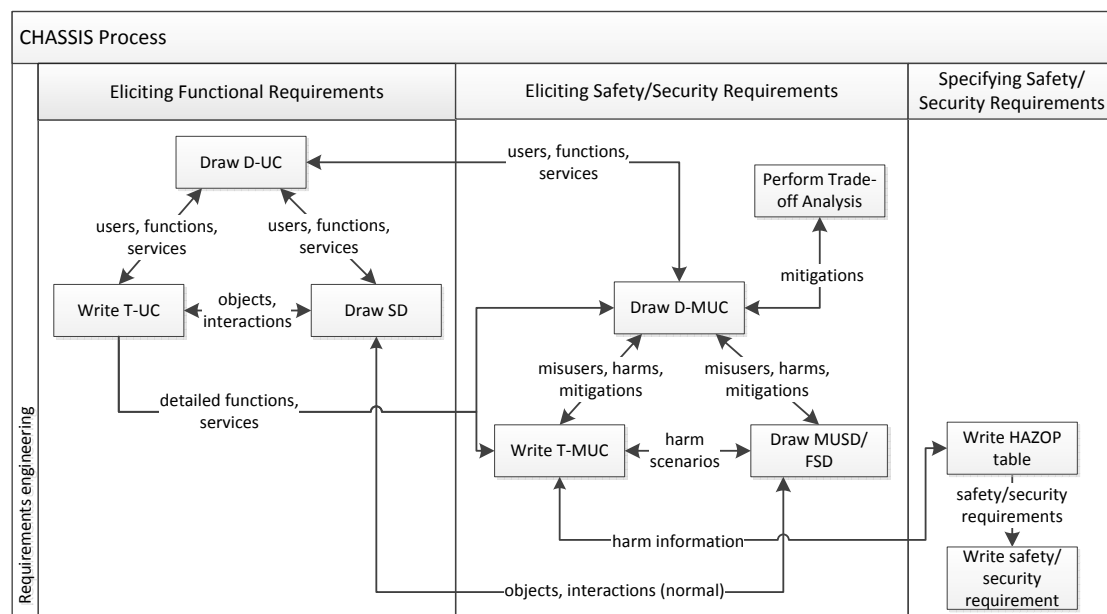 CHASSIS Process
Eliciting Functional Requirements
Eliciting Safety/Security Requirements
Specifying Safety/
Security Requirements
Requirements engineering
Draw D-UC
users, functions,
services
users, functions,
services
users, functions,
services
Write T-UC
objects,
interactions
Draw SD
detailed functions,
services
Perform Trade-
off Analysis
mitigations
Draw D-MUC
misusers, harms,
mitigations
misusers, harms,
mitigations
Write T-MUC
harm
scenarios
Draw MUSD/
FSD
harm information
objects, interactions (normal)
Write HAZOP
table
safety/security
requirements
Write safety/
security
requirement